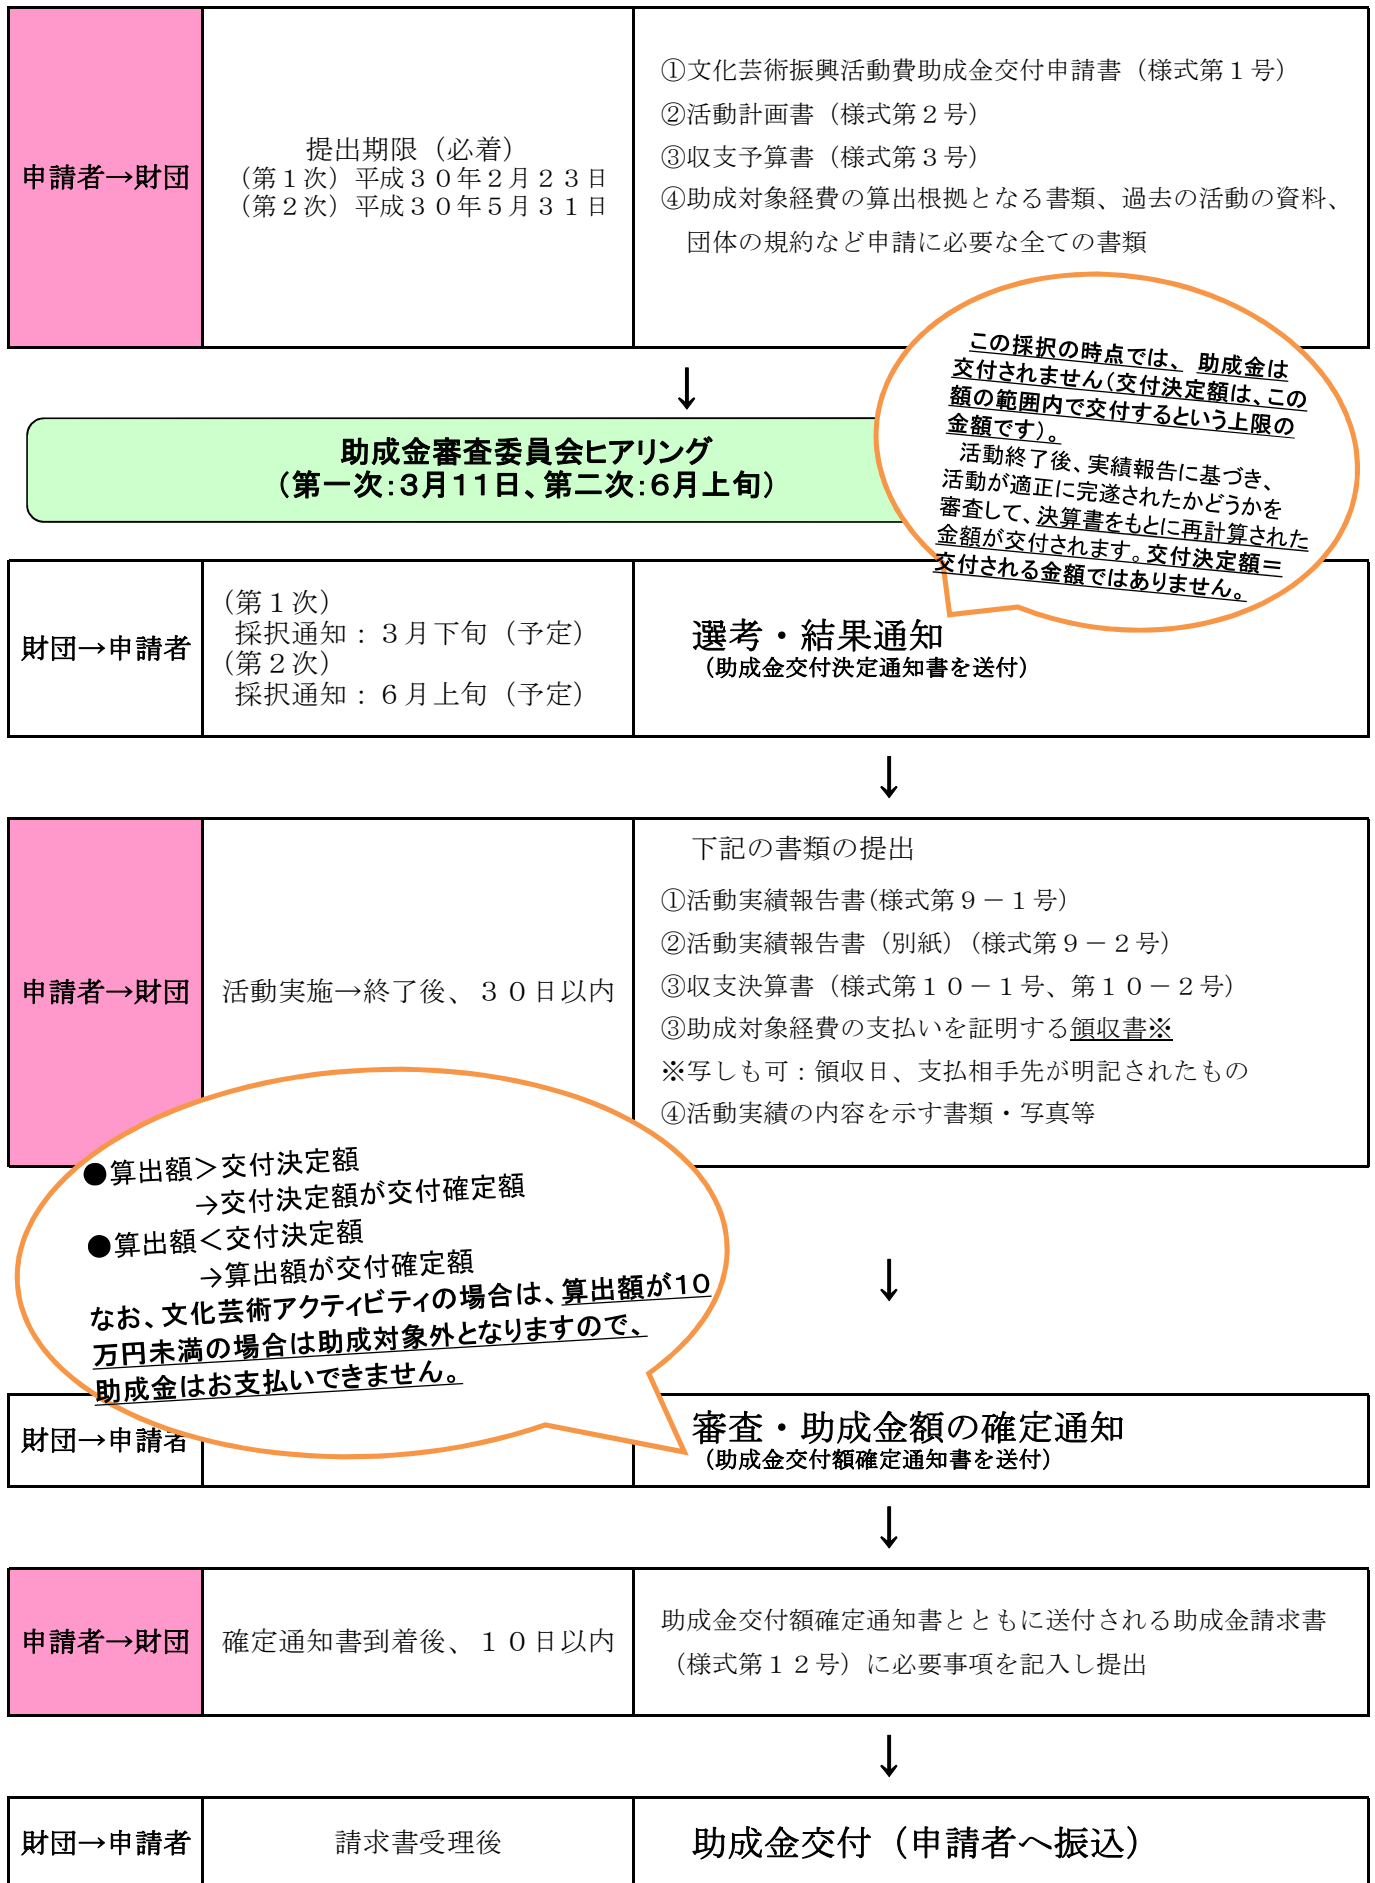 申請者→財団
提出期限（必着）
（第１次）平成３０年２月２３日
（第２次）平成３０年５月３１日
①文化芸術振興活動費助成金交付申請書（様式第１号）
②活動計画書（様式第２号）
③収支予算書（様式第３号）
④助成対象経費の算出根拠となる書類、過去の活動の資料、
団体の規約など申請に必要な全ての書類
この採択の時点では、 助成金は
交付されません（交付決定額は、この
額の範囲内で交付するという上限の
金額です）。
活動終了後、実績報告に基づき、
活動が適正に完遂されたかどうかを
審査して、決算書をもとに再計算された
金額が交付されます。交付決定額＝
交付される金額ではありません。
↓
助成金審査委員会ヒアリング
（第一次：３月１１日、第二次：６月上旬）
財団→申請者
（第１次）
採択通知：３月下旬（予定）
（第２次）
採択通知：６月上旬（予定）
選考・結果通知
（助成金交付決定通知書を送付）
↓
申請者→財団
活動実施→終了後、３０日以内
下記の書類の提出
①活動実績報告書(様式第９－１号）
②活動実績報告書（別紙）（様式第９－２号）
③収支決算書（様式第１０－１号、第１０－２号）
③助成対象経費の支払いを証明する領収書※
※写しも可：領収日、支払相手先が明記されたもの
④活動実績の内容を示す書類・写真等
●算出額＞交付決定額
→交付決定額が交付確定額
●算出額＜交付決定額
→算出額が交付確定額
なお、文化芸術アクティビティの場合は、算出額が１０
万円未満の場合は助成対象外となりますので、
助成金はお支払いできません。
↓
財団→申請者
審査・助成金額の確定通知
（助成金交付額確定通知書を送付）
↓
申請者→財団
確定通知書到着後、１０日以内
助成金交付額確定通知書とともに送付される助成金請求書
（様式第１２号）に必要事項を記入し提出
↓
財団→申請者
請求書受理後
助成金交付（申請者へ振込）